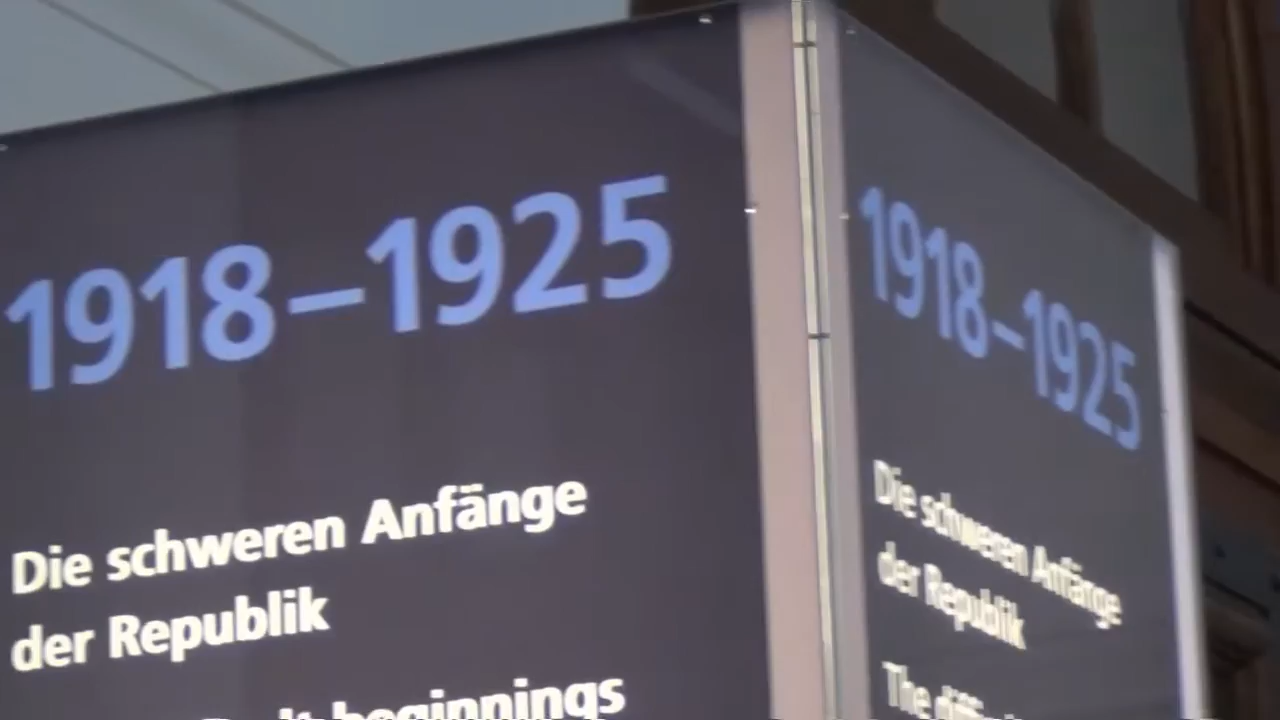 1918–1925
Die schweren Anfänge
der Republik
beginnings
1918–1925
Die schweren Anfänge
der Republik
The